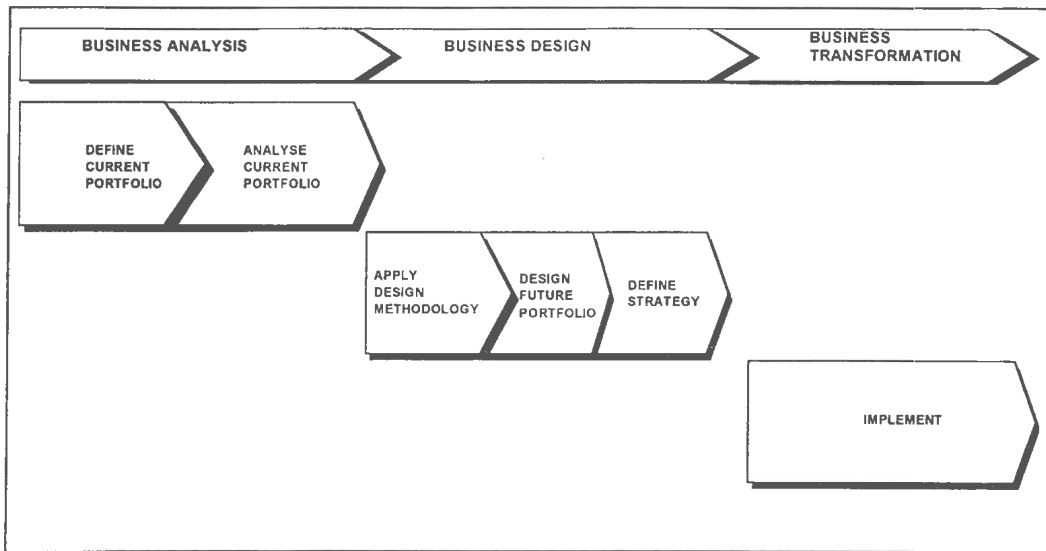 BUSINESS ANALYSIS
BUSINESS DESIGN
BUSINESS
TRANSFORMATION
DEFINE
CURRENT
PORTFOLIO
ANALYSE
CURRENT
PORTFOLIO
APPLY
DESIGN
METHODOLOGY
DESIGN
FUTURE
PORTFOLIO
DEFINE
STRATEGY
IMPLEMENT